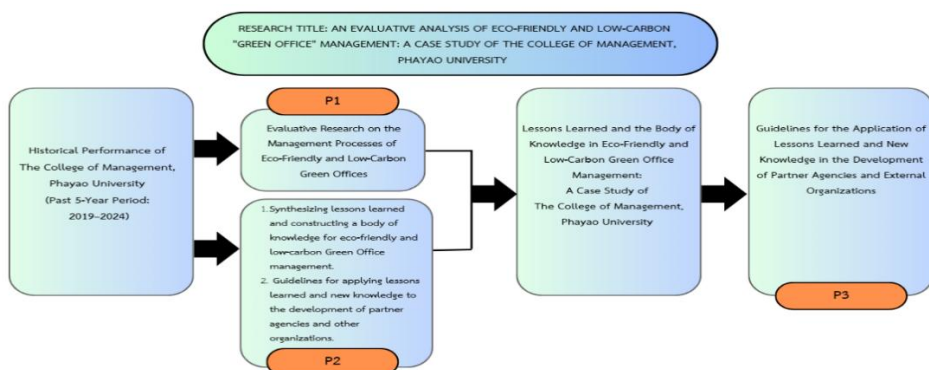 RESEARCH TITLE: AN EVALUATIVE ANALYSIS OF ECO-FRIENDLY AND LOW-CARBON
"GREEN OFFICE" MANAGEMENT: A CASE STUDY OF THE COLLEGE OF MANAGEMENT,
PHAYAO UNIVERSITY
Historical Performance of
The College of Management,
Phayao University
(Past 5-Year Period:
2019-2024)
P1
Evaluative Research on the
Management Processes of
Eco-Friendly and Low-Carbon
Green Offices
1. Synthesizing lessons learned
and constructing a body of
knowledge for eco-friendly and
low-carbon Green Office
management.
2. Guidelines for applying lessons
learned and new knowledge to
the development of partner
agencies and other
organizations.
P2
Lessons Learned and the Body of
Knowledge in Eco-Friendly and
Low-Carbon Green Office
Management:
A Case Study of
The College of Management,
Phayao University
Guidelines for the Application of
Lessons Learned and New
Knowledge in the Development
of Partner Agencies and External
Organizations
P3